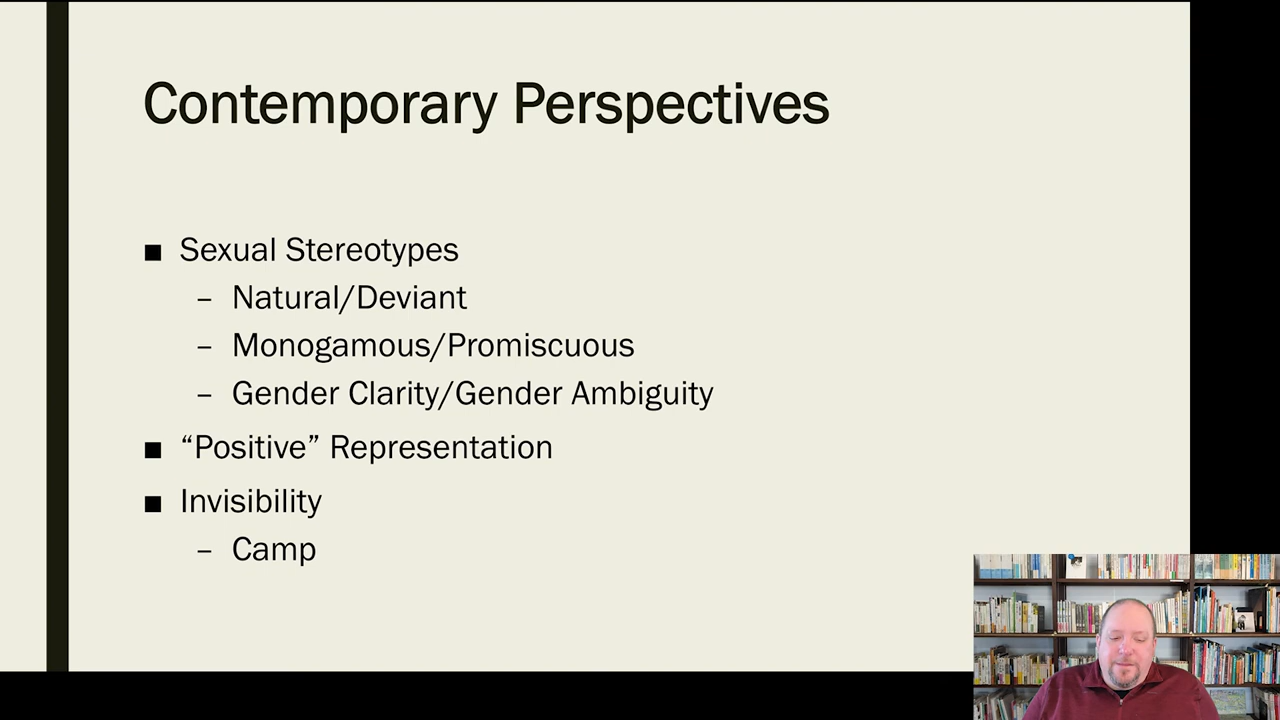 Contemporary Perspectives
■ Sexual Stereotypes
– Natural/Deviant
– Monogamous/Promiscuous
– Gender Clarity/Gender Ambiguity
■ “Positive” Representation
■ Invisibility
– Camp